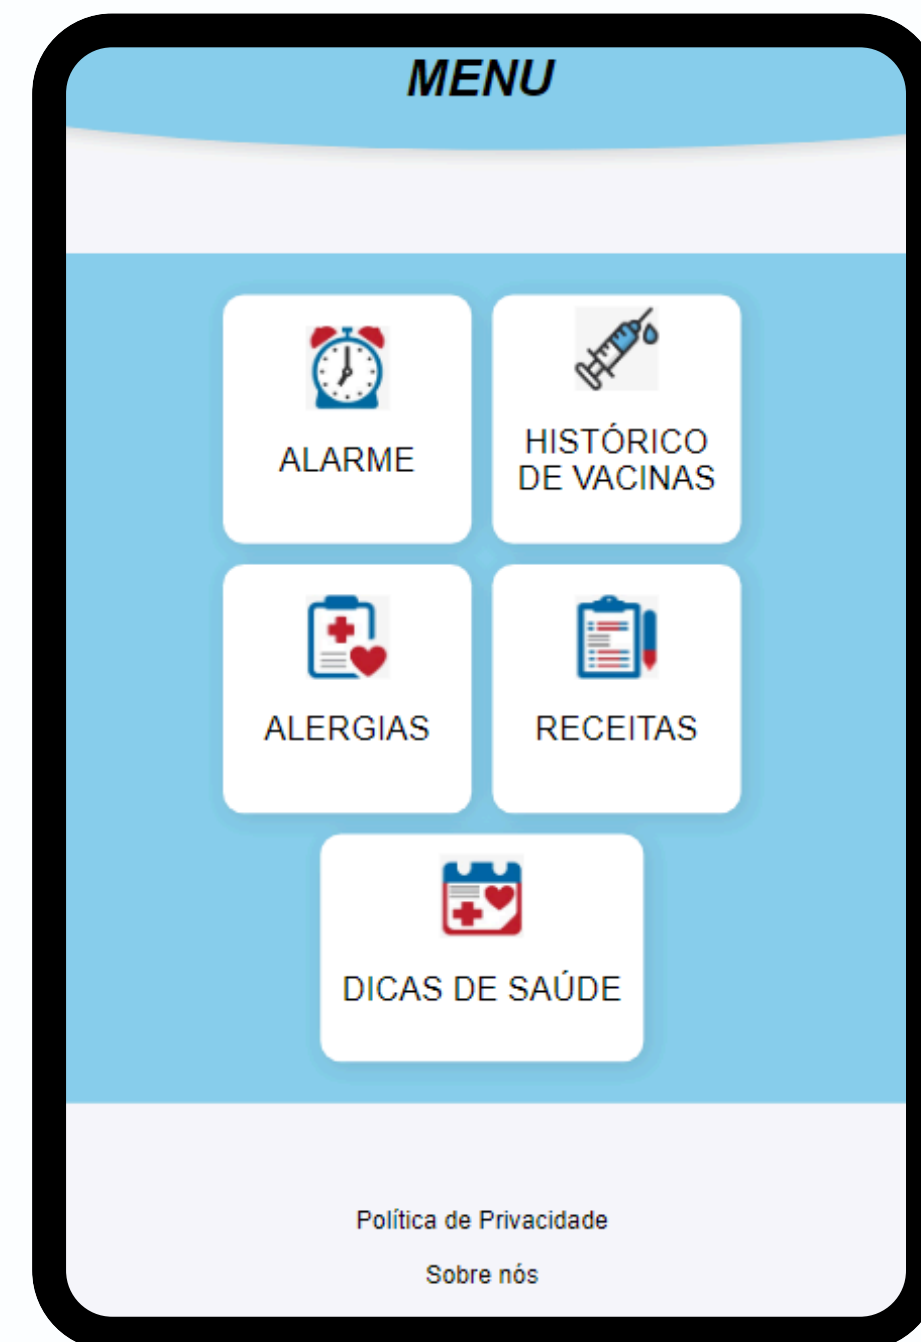 MENU
ALARME
HISTÓRICO
DE VACINAS
ALERGIAS
RECEITAS
DICAS DE SAÚDE
Política de Privacidade
Sobre nós